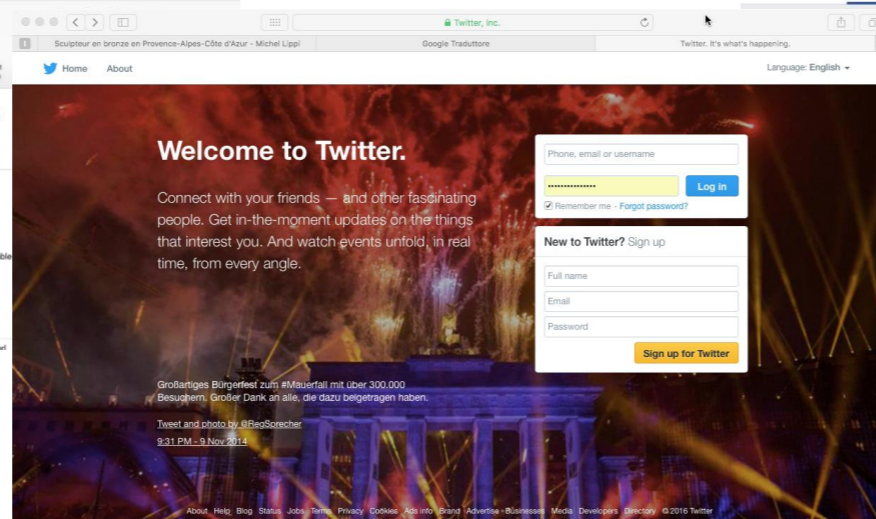 Twitter, Inc.
Sculpteur en bronze en Provence-Alpes-Côte d'Azur - Michel Lippi
Google Traduttore
Twitter. It's what's happening.
Home
About
Language: English
Welcome to Twitter.
Connect with your friends — and other fascinating
people. Get in-the-moment updates on the things
that interest you. And watch events unfold, in real
time, from every angle.
Phone, email or username
Log in
Remember me - Forgot password?
New to Twitter? Sign up
Full name
Email
Password
Sign up for Twitter
Großartiges Bürgerfest zum #Mauerfall mit über 300.000
Besuchern. Großer Dank an alle, die dazu beigetragen haben.
Tweet and photo by @RegSprecher
9:31 PM - 9 Nov 2014
About Help Blog Status Jobs Terms Privacy Cookies Ads info Brand Advertise Businesses Media Developers Directory © 2016 Twitter